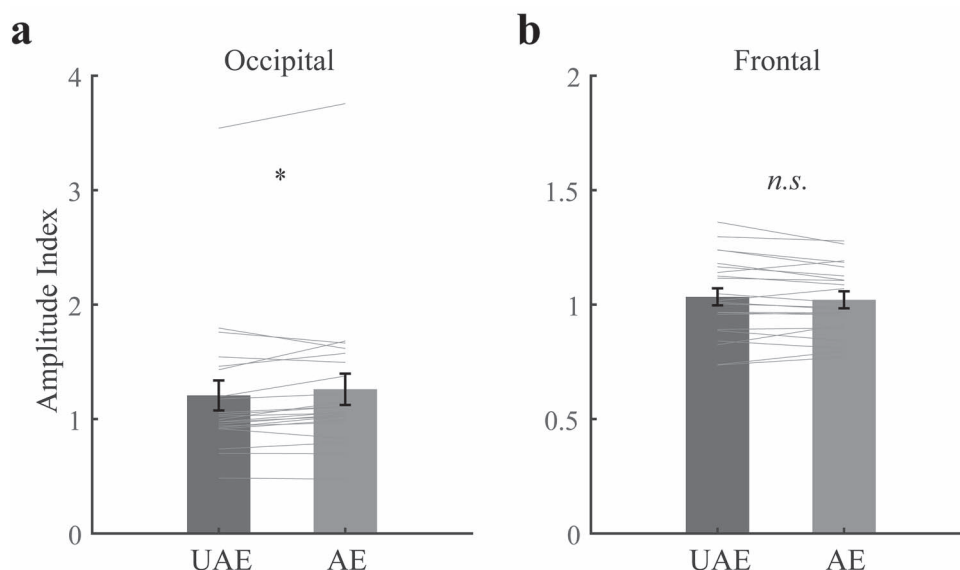 a
Occipital
Amplitude Index
4
3
2
1
0
*
UAE
AE
b
Frontal
2
1.5
1
0.5
0
n.s.
UAE
AE